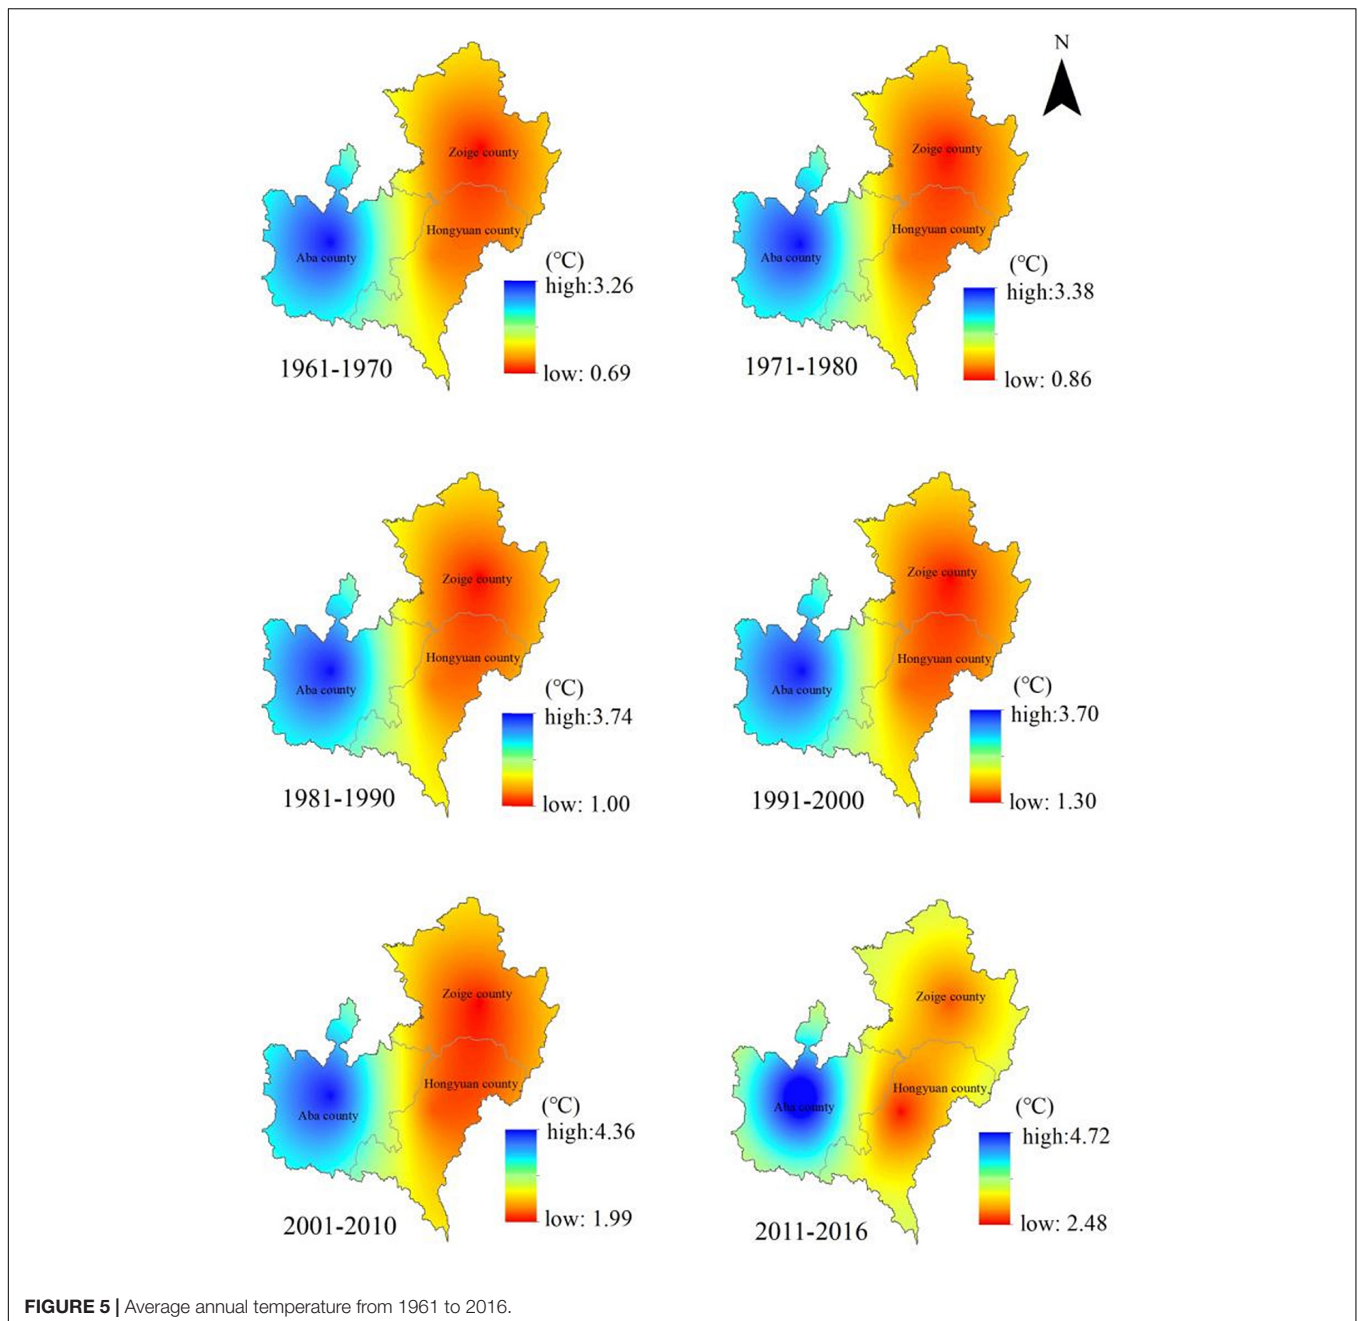 N
Zoige county
Hongyuan county
Aba county
(°C)
high:3.26
low: 0.69
1961-1970
Zoige county
Hongyuan county
Aba county
(°C)
high:3.38
low: 0.86
1971-1980
Zoige county
Hongyuan county
Aba county
(°C)
high:3.74
low: 1.00
1981-1990
Zoige county
Hongyuan county
Aba county
(°C)
high:3.70
low: 1.30
1991-2000
Zoige county
Hongyuan county
Aba county
(°C)
high:4.36
low: 1.99
2001-2010
Zoige county
Hongyuan county
Aba county
(°C)
high:4.72
low: 2.48
2011-2016
FIGURE 5 | Average annual temperature from 1961 to 2016.